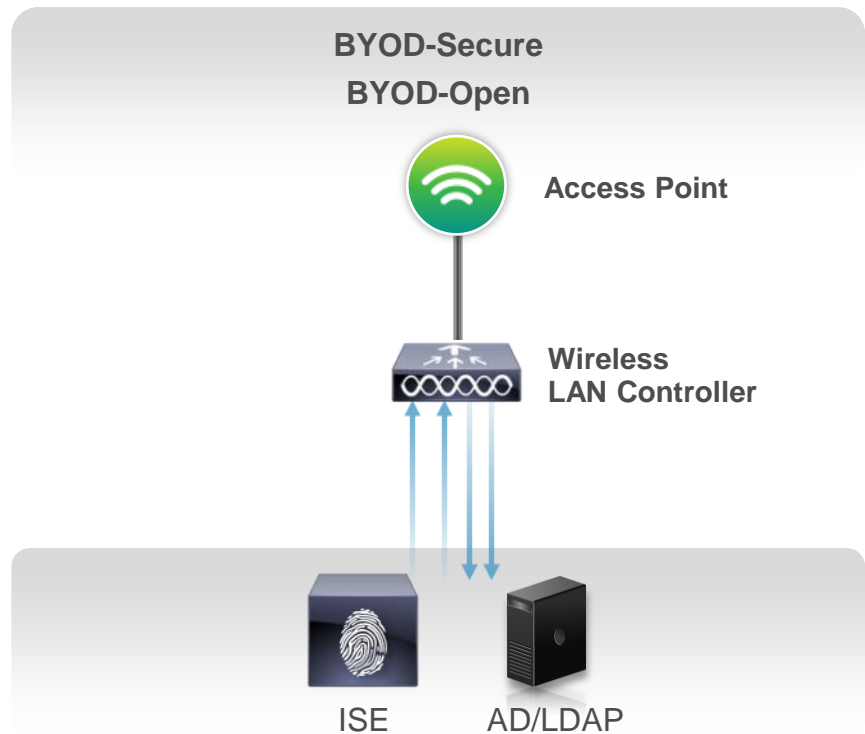 BYOD-Secure
BYOD-Open
Access Point
Wireless
LAN Controller
ISE
AD/LDAP